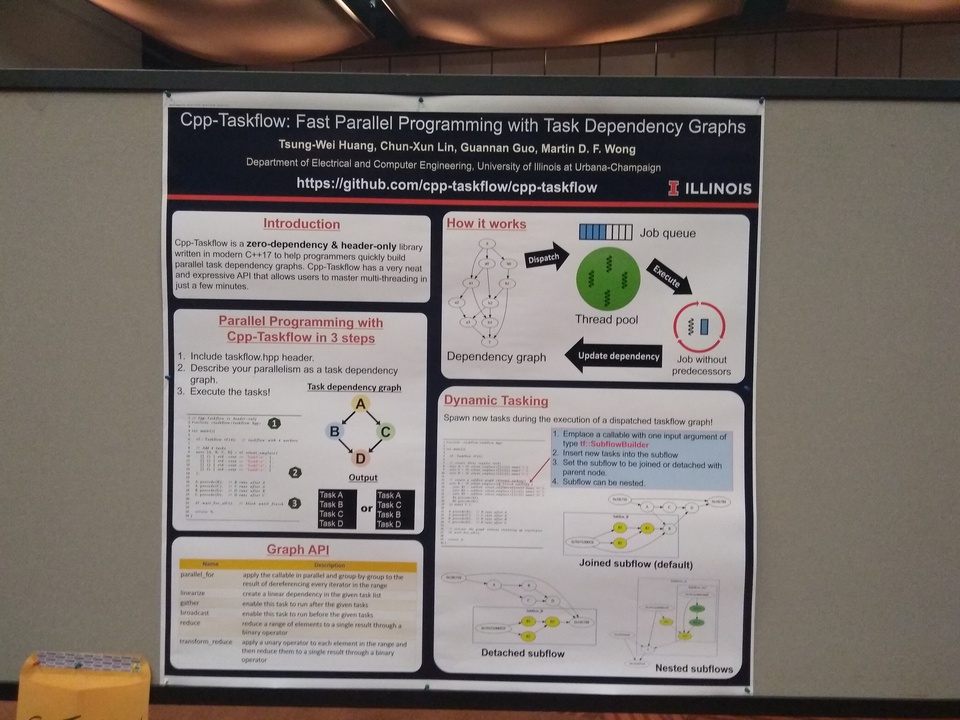 Cpp-Taskflow: Fast Parallel Programming with Task Dependency Graphs
Tsung-Wei Huang, Chun-Xun Lin, Guannan Guo, Martin D. F. Wong
Department of Electrical and Computer Engineering, University of Illinois at Urbana-Champaign
https://github.com/cpp-taskflow/cpp-taskflow
I ILLINOIS
Introduction
Cpp-Taskflow is a zero-dependency & header-only library
written in modern C++17 to help programmers quickly build
parallel task dependency graphs. Cpp-Taskflow has a very neat
and expressive API that allows users to master multi-threading in
just a few minutes.
Parallel Programming with
Cpp-Taskflow in 3 steps
1. Include taskflow.hpp header.
2. Describe your parallelism as a task dependency
graph.
3. Execute the tasks!
Task dependency graph
A
B
C
D
1
2
3
Output
Task A
Task B
Task C
Task D
or
Task A
Task C
Task B
Task D
Graph API
Name Description
parallel_for apply the callable in parallel and group-by-group to the
result of dereferencing every iterator in the range
linearize create a linear dependency in the given task list
gather enable this task to run after the given tasks
broadcast enable this task to run before the given tasks
reduce reduce a range of elements to a single result through a
binary operator
transform_reduce apply a unary operator to each element in the range and
then reduce them to a single result through a binary
operator
How it works
Job queue
Dispatch
Execute
Thread pool
Dependency graph
Update dependency
Job without
predecessors
Dynamic Tasking
Spawn new tasks during the execution of a dispatched taskflow graph!
1. Emplace a callable with one input argument of
type tf::SubflowBuilder
2. Insert new tasks into the subflow
3. Set the subflow to be joined or detached with
parent node.
4. Subflow can be nested.
Joined subflow (default)
Detached subflow
Nested subflows